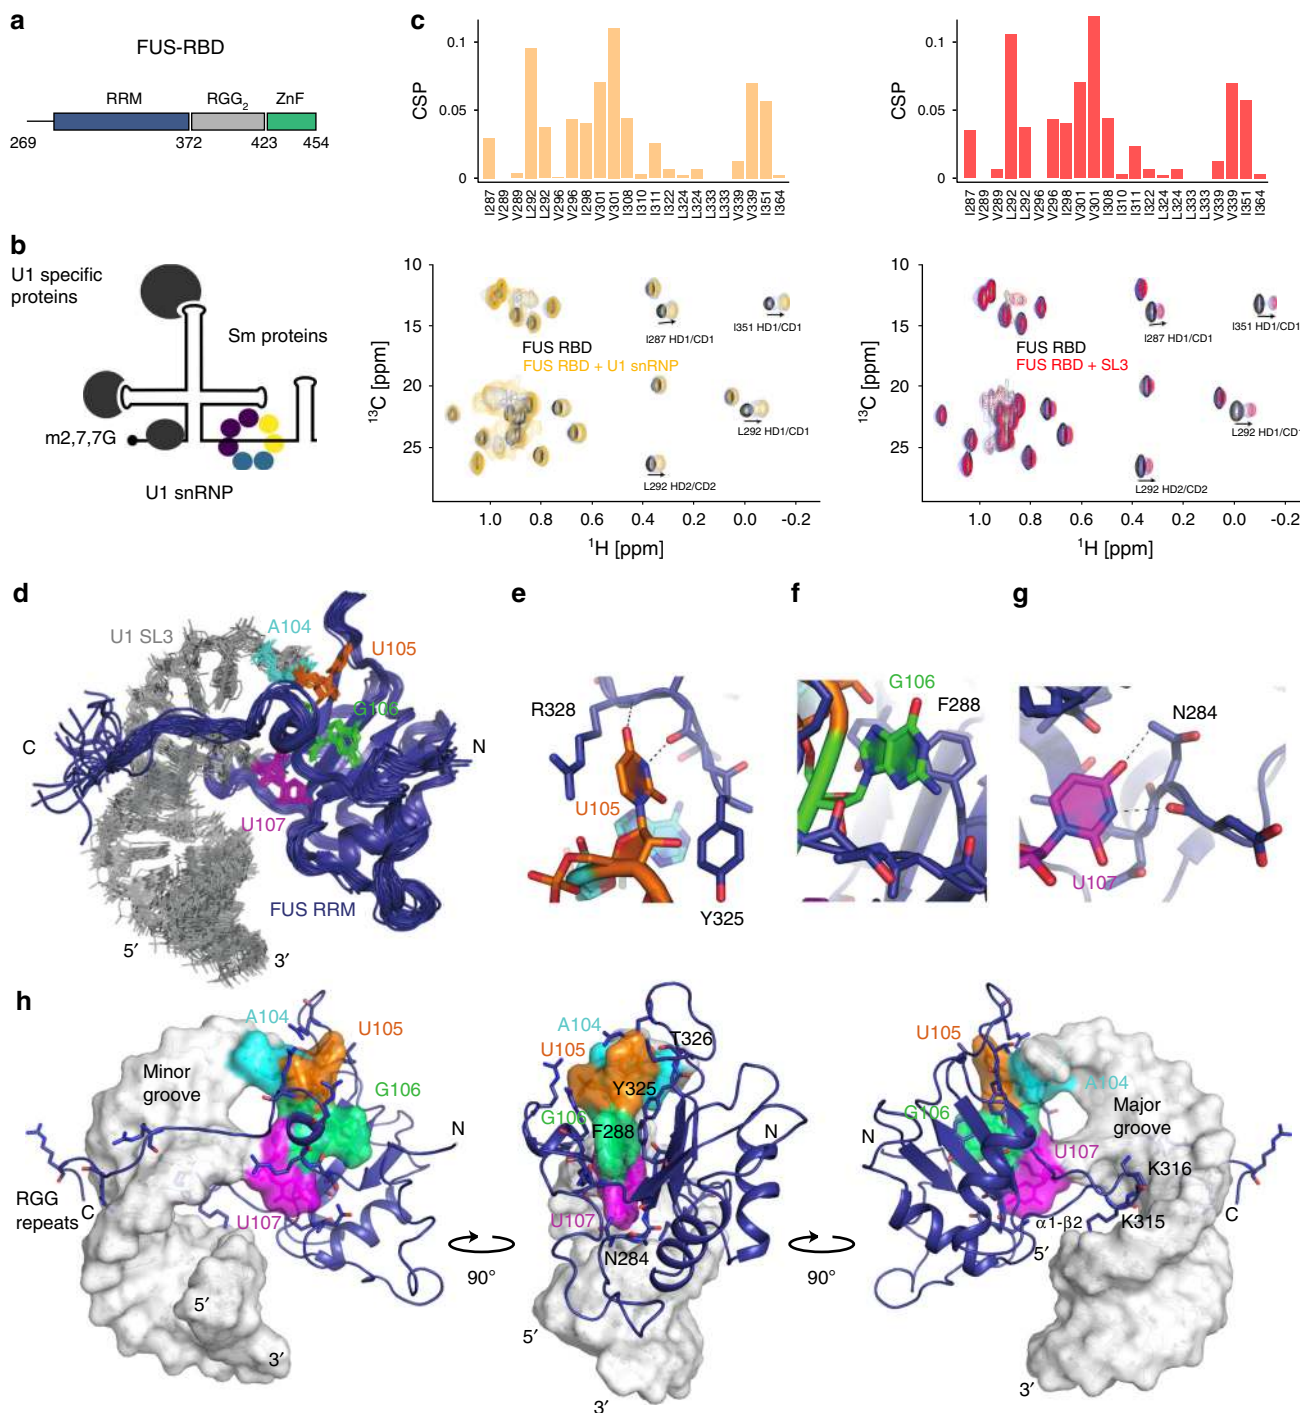 a
FUS-RBD
RRM
RGG2
ZnF
269
372
423
454
b
U1 specific
proteins
Sm proteins
m2,7,7G
U1 snRNP
c
CSP
0.1
0.05
0
I287
V289
V289
L292
L292
V296
V296
I298
V301
V301
I308
I310
I311
I322
L324
L324
L333
L333
V339
V339
I351
I364
CSP
0.1
0.05
0
I287
V289
V289
L292
L292
V296
V296
I298
V301
V301
I308
I310
I311
I322
L324
L324
L333
L333
V339
V339
I351
I364
10
15
20
25
13C [ppm]
I287 HD1/CD1
I351 HD1/CD1
FUS RBD
FUS RBD + U1 snRNP
L292 HD1/CD1
L292 HD2/CD2
1.0 0.8 0.6 0.4 0.2 0.0 -0.2
1H [ppm]
10
15
20
25
13C [ppm]
I287 HD1/CD1
I351 HD1/CD1
FUS RBD
FUS RBD + SL3
L292 HD1/CD1
L292 HD2/CD2
1.0 0.8 0.6 0.4 0.2 0.0 -0.2
1H [ppm]
d
U1 SL3
A104
U105
G106
C
N
U107
FUS RRM
5′
3′
e
R328
U105
Y325
f
G106
F288
g
N284
U107
h
A104
U105
Minor
groove
G106
N
RGG
repeats
C
U107
5′
3′
90°
A104
T326
U105
Y325
G106
F288
N
U107
N284
5′
3′
90°
U105
A104
Major
groove
G106
N
U107
K316
C
α1-β2
K315
5′
3′